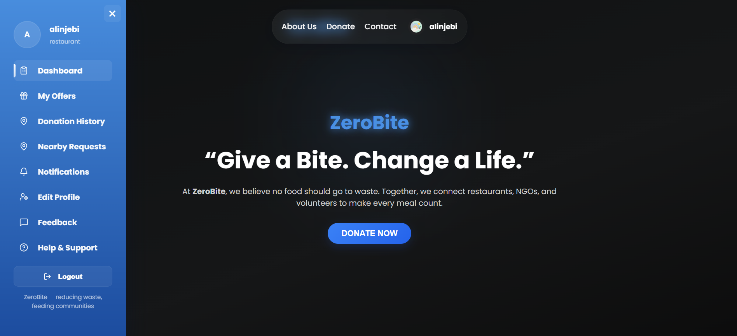 A
alinjebi
restaurant
Dashboard
My Offers
Donation History
Nearby Requests
Notifications
Edit Profile
Feedback
Help & Support
Logout
ZeroBite reducing waste,
feeding communities
About Us Donate Contact alinjebi
ZeroBite
“Give a Bite. Change a Life.”
At ZeroBite, we believe no food should go to waste. Together, we connect restaurants, NGOs, and
volunteers to make every meal count.
DONATE NOW